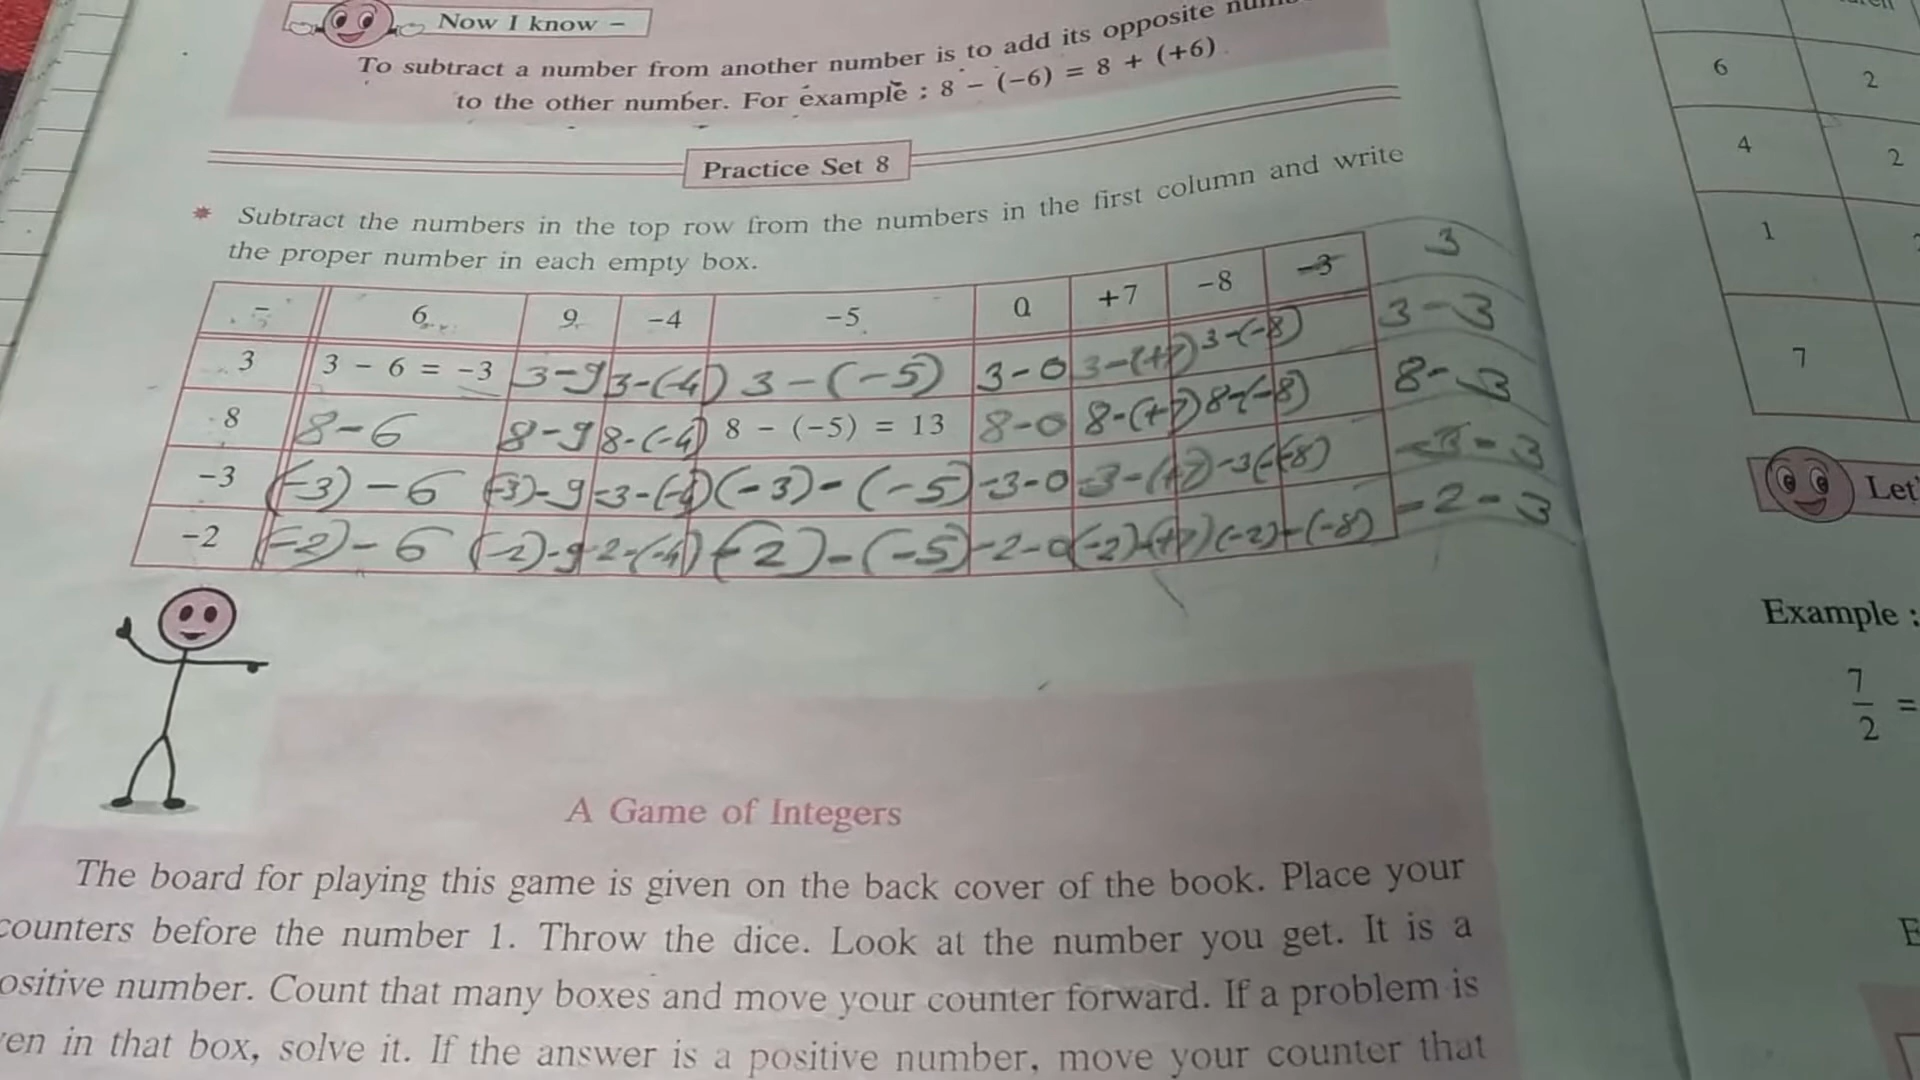 Now I know –
To subtract a number from another number is to add its opposite
to the other number. For example : 8 – (–6) = 8 + (+6)
Practice Set 8
* Subtract the numbers in the top row from the numbers in the first column and write
the proper number in each empty box.
– 6 9 –4 –5 0 +7 –8 –3 3
3 3 – 6 = –3 3-9 3-(-4) 3-(-5) 3-0 3-(+7) 3-(-8) 3-3
8 8-6 8-9 8-(-4) 8 – (–5) = 13 8-0 8-(+7) 8-(-8) 8-3
–3 (-3)-6 (-3)-9 -3-(-4) (-3)-(-5) -3-0 -3-(+7) -3-(-8) -3-3
–2 (-2)-6 (-2)-9 -2-(-4) (-2)-(-5) -2-0 (-2)-(+7) (-2)-(-8) -2-3
A Game of Integers
The board for playing this game is given on the back cover of the book. Place your
counters before the number 1. Throw the dice. Look at the number you get. It is a
ositive number. Count that many boxes and move your counter forward. If a problem is
en in that box, solve it. If the answer is a positive number, move your counter that
6 2
4 2
1
7
Let'
Example :
7/2 =
E